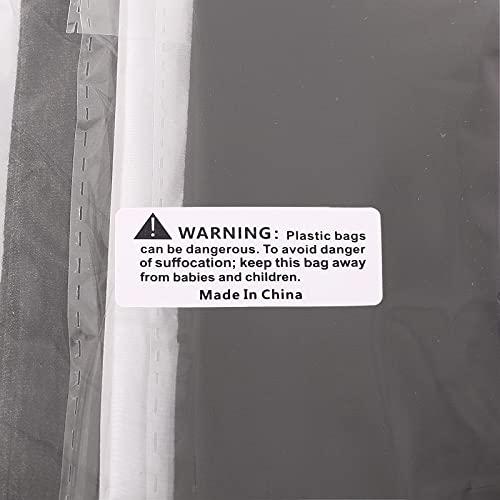 WARNING: Plastic bags
can be dangerous. To avoid danger
of suffocation; keep this bag away
from babies and children.
Made In China